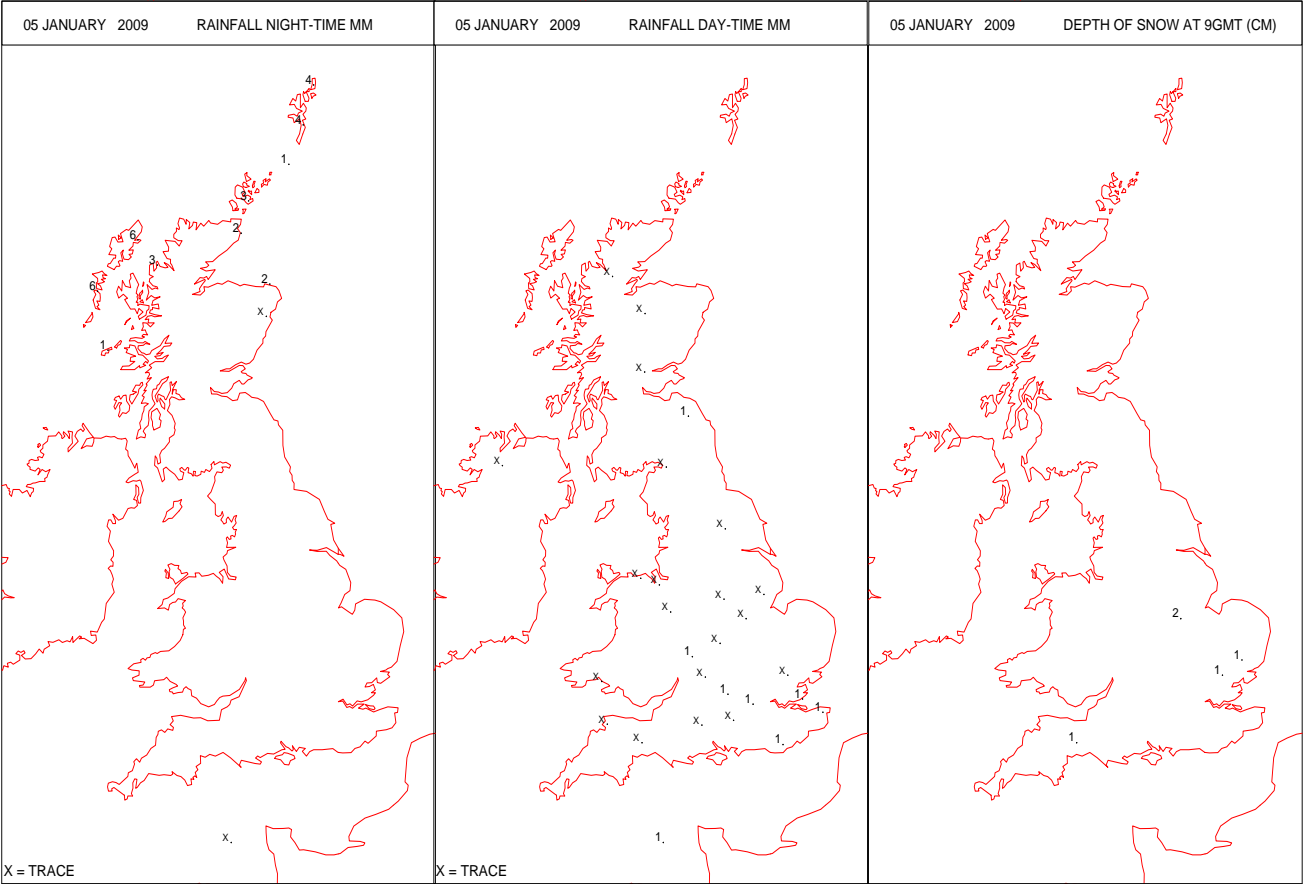 05 JANUARY 2009 RAINFALL NIGHT-TIME MM
4.
4.
1.
3.
2.
6.
3.
2.
6.
X.
1.
X.
X = TRACE
05 JANUARY 2009 RAINFALL DAY-TIME MM
X.
X.
X.
1.
X.
X.
X.
X.
X.
X.
X.
X.
X.
X.
1.
X.
X.
X.
1.
1.
1.
1.
X.
X.
X.
X.
1.
1.
X = TRACE
05 JANUARY 2009 DEPTH OF SNOW AT 9GMT (CM)
2.
1.
1.
1.